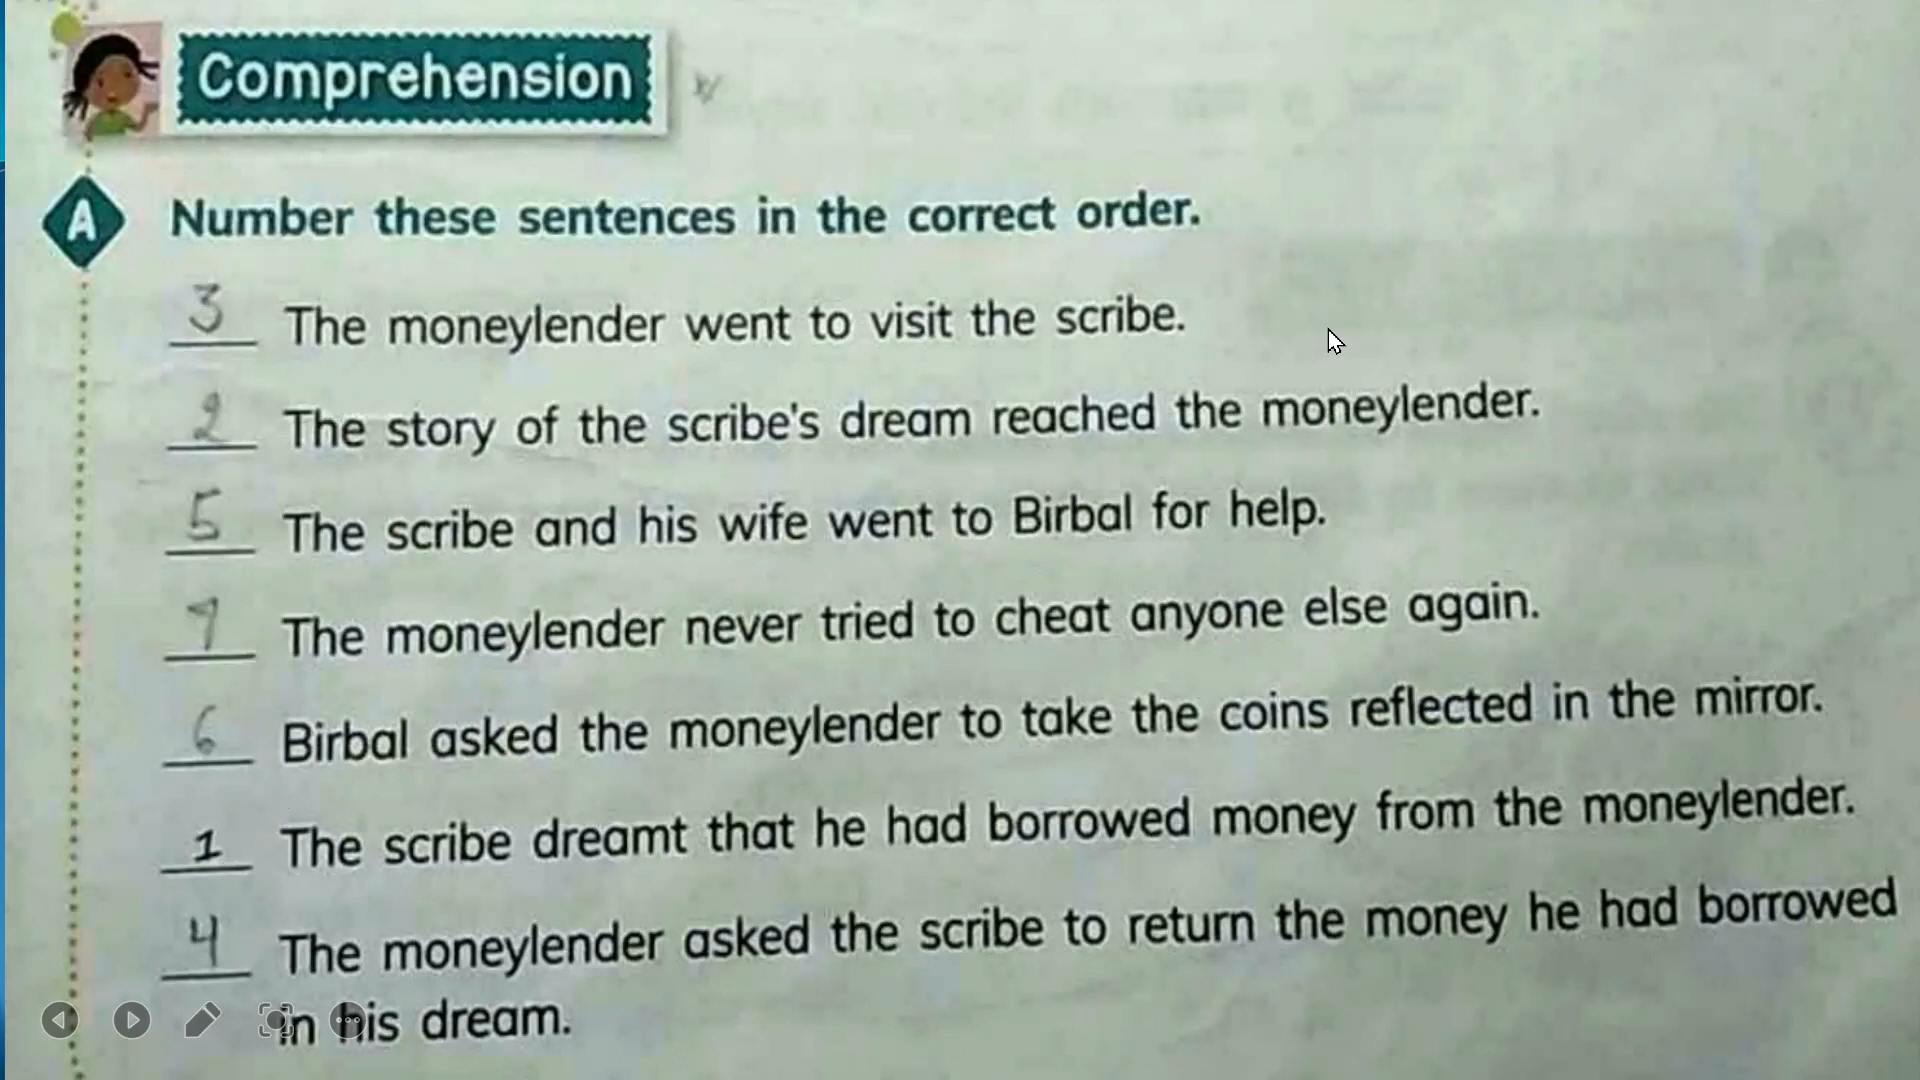 Comprehension
A Number these sentences in the correct order.
3 The moneylender went to visit the scribe.
2 The story of the scribe's dream reached the moneylender.
5 The scribe and his wife went to Birbal for help.
7 The moneylender never tried to cheat anyone else again.
6 Birbal asked the moneylender to take the coins reflected in the mirror.
1 The scribe dreamt that he had borrowed money from the moneylender.
4 The moneylender asked the scribe to return the money he had borrowed
in his dream.